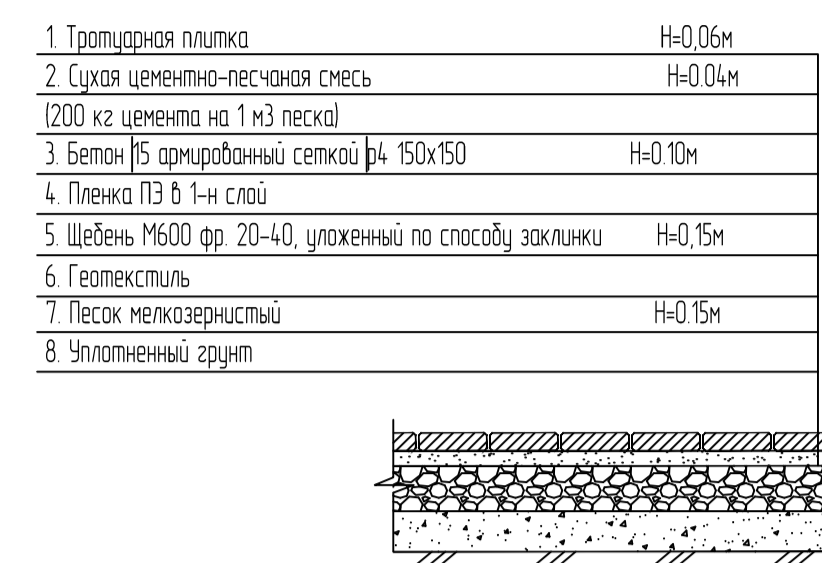 1. Тротуарная плитка H=0,06м
2. Сухая цементно-песчаная смесь H=0.04м
(200 кг цемента на 1 м3 песка)
3. Бетон |15 армированный сеткой |р4 150х150 H=0.10м
4. Пленка ПЭ в 1-н слой
5. Щебень М600 фр. 20-40, уложенный по способу заклинки H=0,15м
6. Геотекстиль
7. Песок мелкозернистый H=0.15м
8. Уплотненный грунт